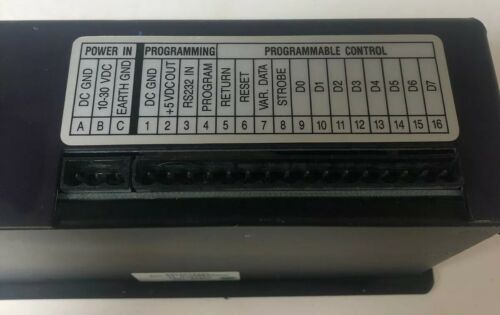 POWER IN PROGRAMMING PROGRAMMABLE CONTROL
DC GND
10-30 VDC
EARTH GND
DC GND
+5VDC OUT
RS232 IN
PROGRAM
RETURN
RESET
VAR. DATA
STROBE
D0
D1
D2
D3
D4
D5
D6
D7
A B C 1 2 3 4 5 6 7 8 9 10 11 12 13 14 15 16